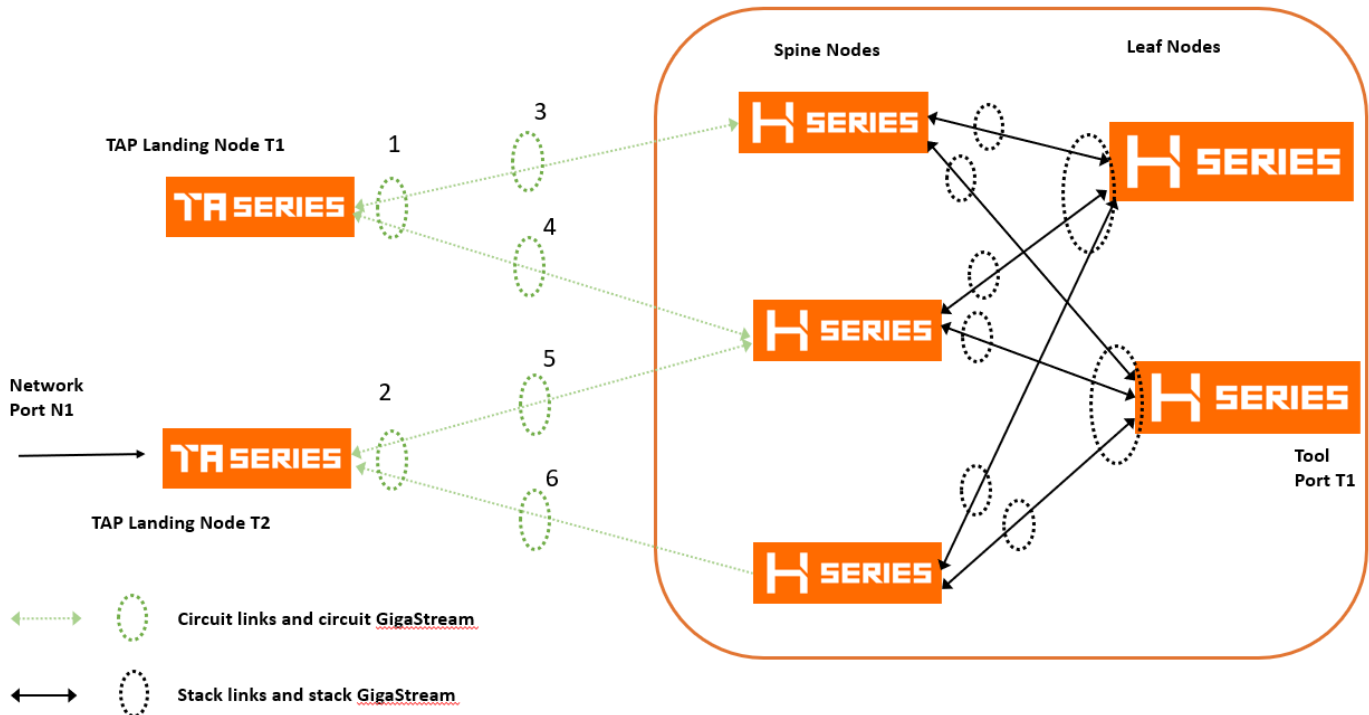 Spine Nodes
Leaf Nodes
3
H SERIES
H SERIES
TAP Landing Node T1
1
TA SERIES
4
H SERIES
5
Network
Port N1
2
H SERIES
TA SERIES
Tool
Port T1
6
TAP Landing Node T2
H SERIES
Circuit links and circuit GigaStream
Stack links and stack GigaStream